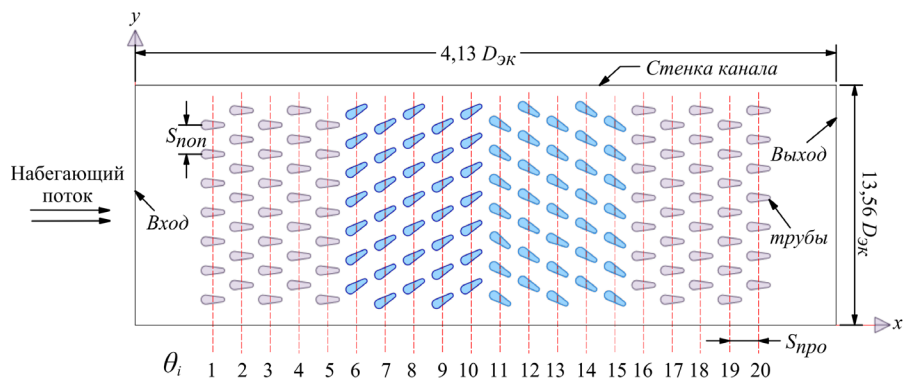 y
4,13 Dэк
Стенка канала
Sпоп
Набегающий
поток
Вход
Выход
13,56 Dэк
трубы
x
Sпро
θi 1 2 3 4 5 6 7 8 9 10 11 12 13 14 15 16 17 18 19 20